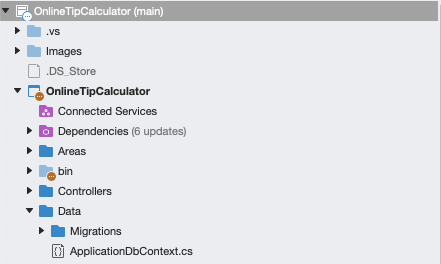 OnlineTipCalculator (main)
.vs
Images
.DS_Store
OnlineTipCalculator
Connected Services
Dependencies (6 updates)
Areas
bin
Controllers
Data
Migrations
ApplicationDbContext.cs